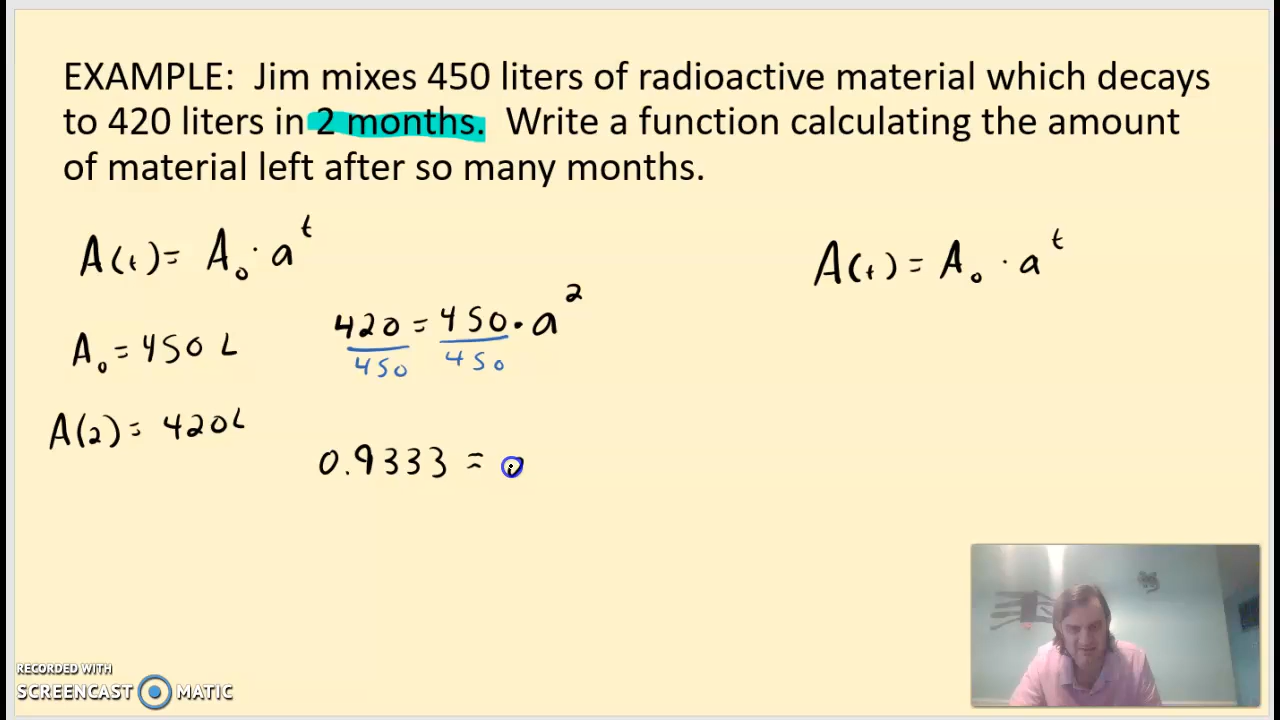 EXAMPLE: Jim mixes 450 liters of radioactive material which decays
to 420 liters in 2 months. Write a function calculating the amount
of material left after so many months.
A(t) = A₀ · a^t
A(t) = A₀ · a^t
A₀ = 450 L
420 = 450 · a²
450 450
A(2) = 420L
0.9333 =
RECORDED WITH
SCREENCAST MATIC